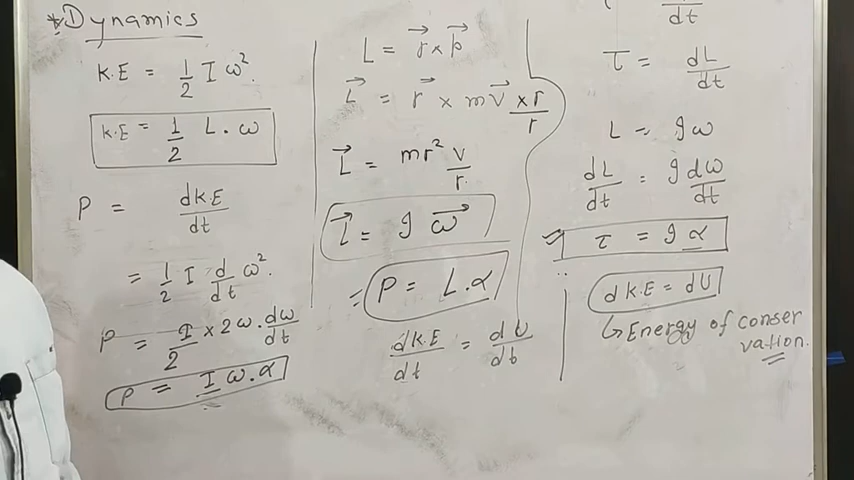 *Dynamics
K.E = 1/2 I ω².
K.E = 1/2 L . ω
P = dK.E/dt
= 1/2 I d/dt ω².
P = I/2 × 2ω . dω/dt
P = I ω . α
L = r⃗ × p⃗
L⃗ = r⃗ × m v⃗ × r/r
L⃗ = mr² v/r.
L⃗ = I ω⃗
= P = L . α
dK.E/dt = dU/dt
dt
τ = dL/dt
L = I ω
dL/dt = I dω/dt
⇒ τ = I α
dK.E = dU
↳ Energy of conser
vation.